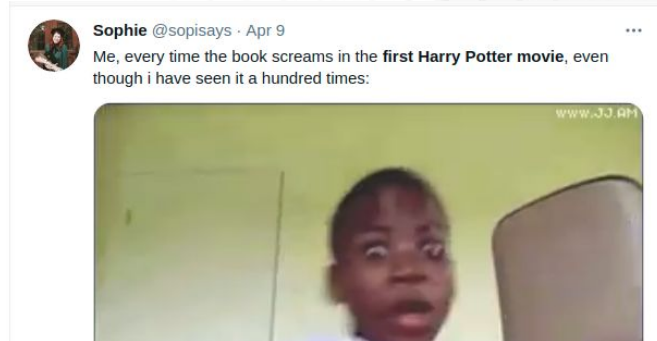 Sophie @sopisays · Apr 9
Me, every time the book screams in the first Harry Potter movie, even
though i have seen it a hundred times:
www.JJ.AM